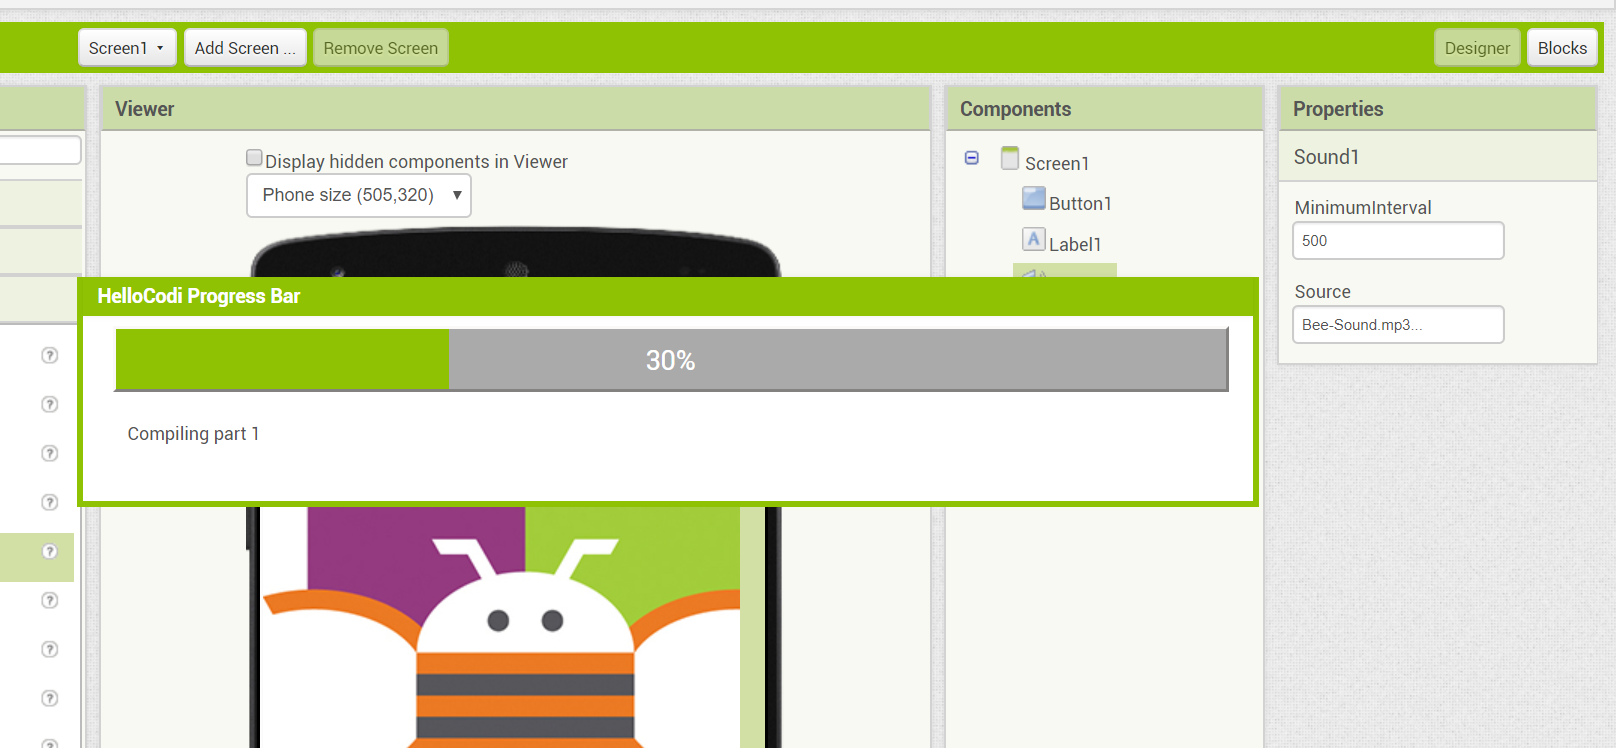 Screen1 ▾ Add Screen ... Remove Screen Designer Blocks
Viewer
Display hidden components in Viewer
Phone size (505,320) ▼
Components
Screen1
Button1
A Label1
Properties
Sound1
MinimumInterval
500
Source
Bee-Sound.mp3...
HelloCodi Progress Bar
30%
Compiling part 1
?
?
?
?
?
?
?
?
?